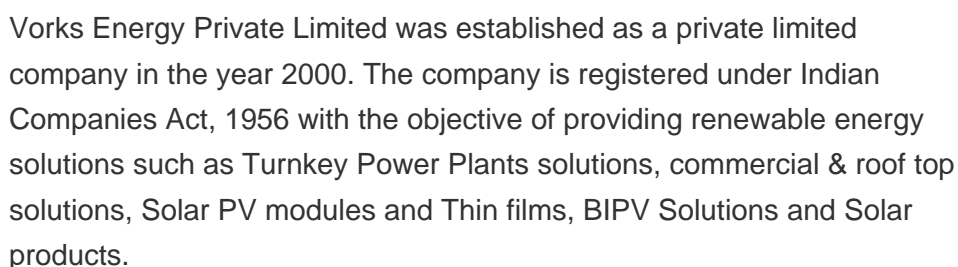 Vorks Energy Private Limited was established as a private limited
company in the year 2000. The company is registered under Indian
Companies Act, 1956 with the objective of providing renewable energy
solutions such as Turnkey Power Plants solutions, commercial & roof top
solutions, Solar PV modules and Thin films, BIPV Solutions and Solar
products.